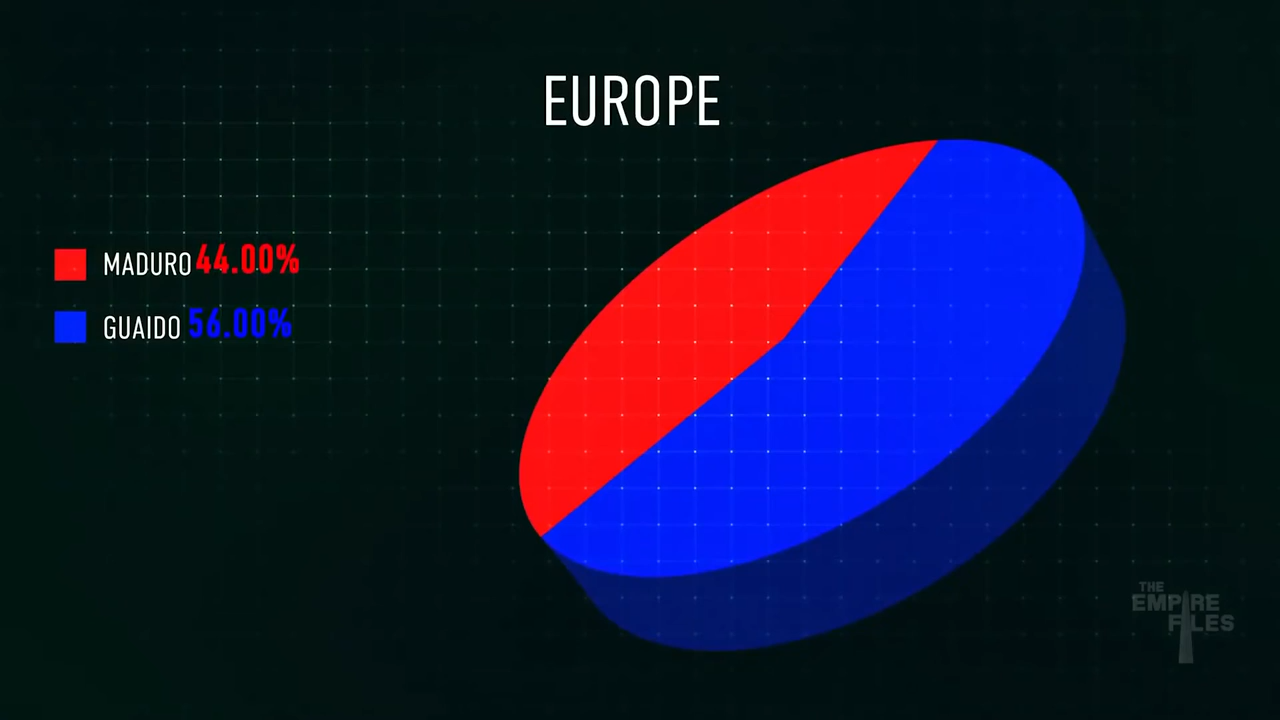 EUROPE
MADURO 44.00%
GUAIDO 56.00%
THE
EMPIRE
FILES